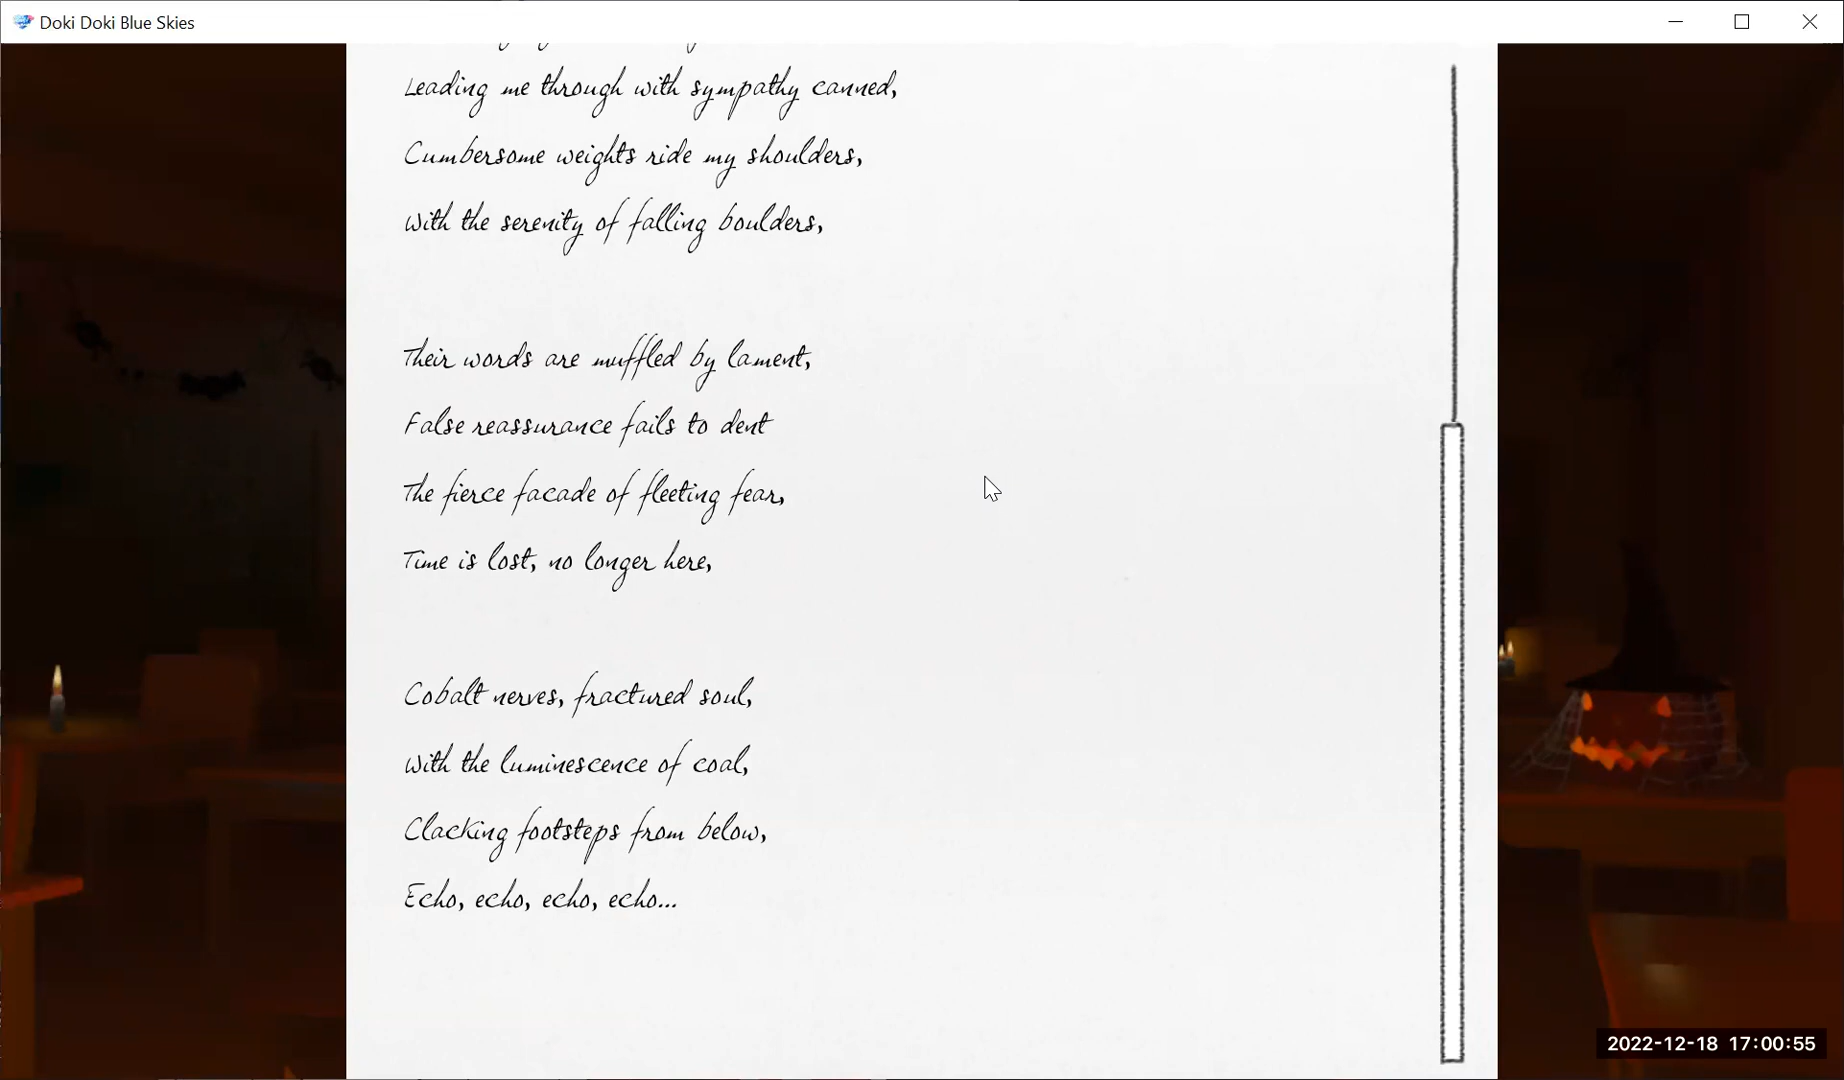 Doki Doki Blue Skies
Leading me through with sympathy canned,
Cumbersome weights ride my shoulders,
With the serenity of falling boulders,
Their words are muffled by lament,
False reassurance fails to dent
The fierce facade of fleeting fear,
Time is lost, no longer here,
Cobalt nerves, fractured soul,
With the luminescence of coal,
Clacking footsteps from below,
Echo, echo, echo, echo...
2022-12-18 17:00:55